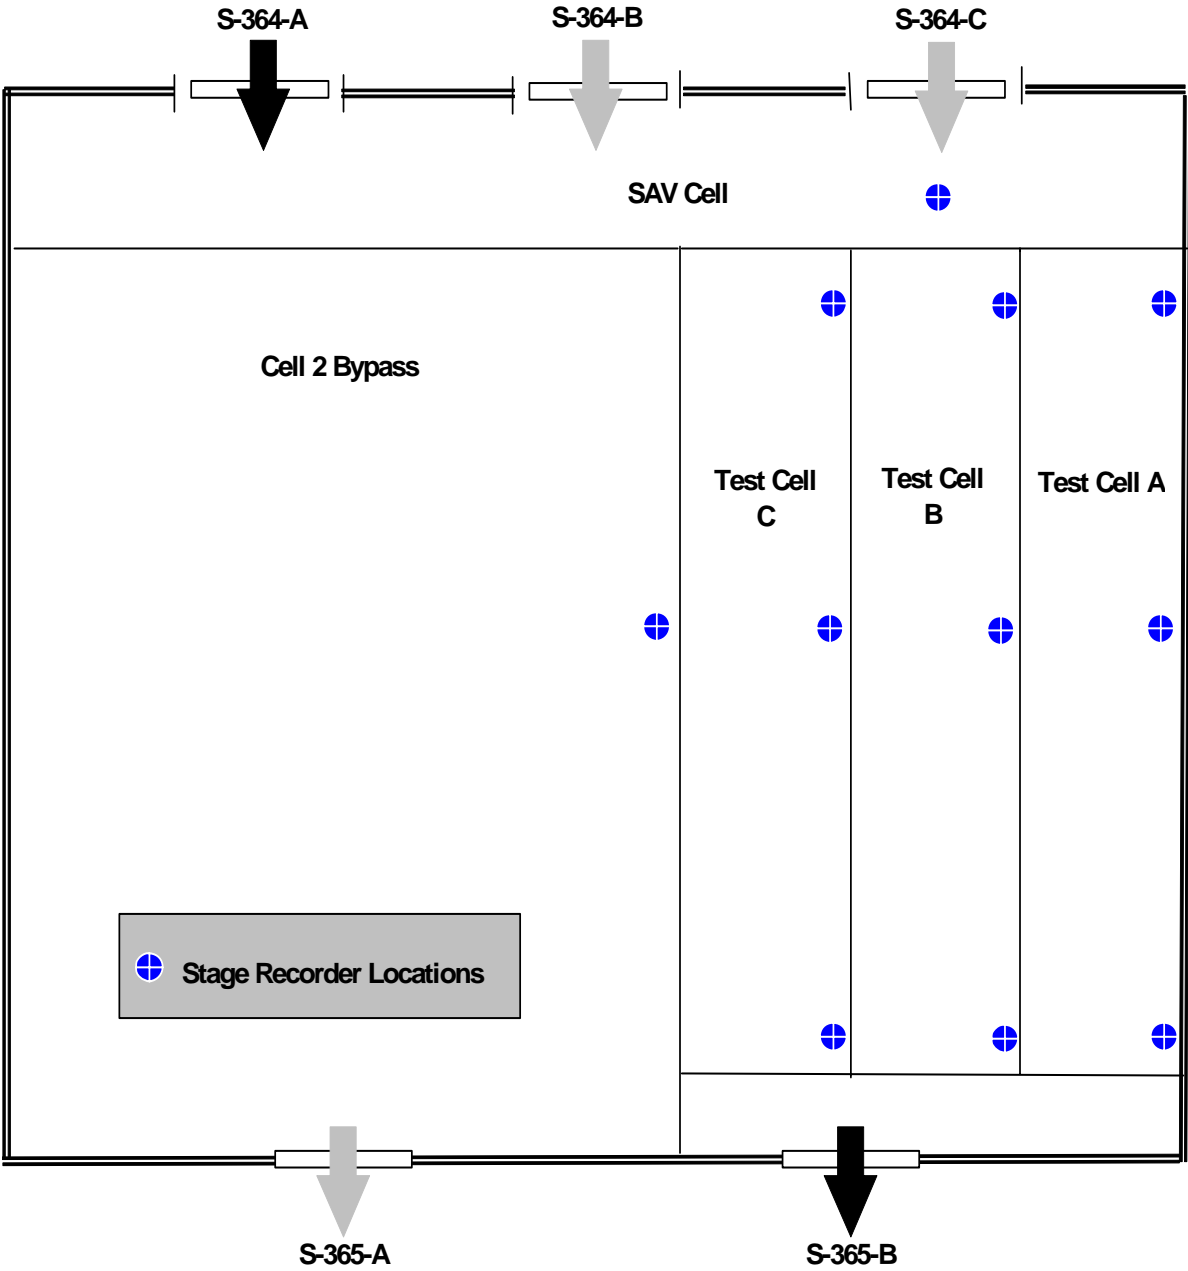 S-364-A
S-364-B
S-364-C
SAV Cell
Cell 2 Bypass
Test Cell
C
Test Cell
B
Test Cell A
Stage Recorder Locations
S-365-A
S-365-B